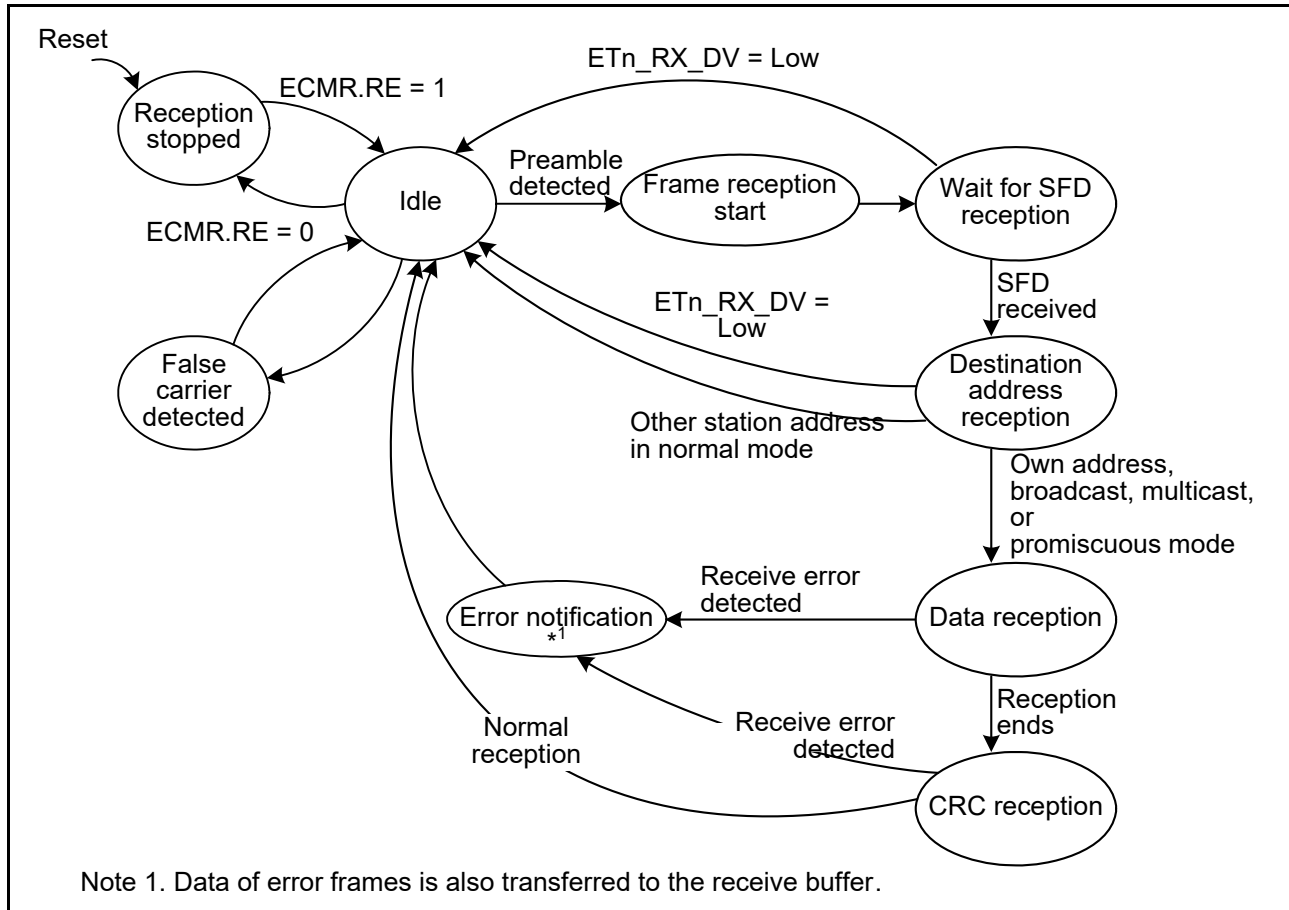 Reset
ETn_RX_DV = Low
ECMR.RE = 1
Reception
stopped
Preamble
detected
Idle
Frame reception
start
Wait for SFD
reception
ECMR.RE = 0
SFD
received
ETn_RX_DV =
Low
False
carrier
detected
Destination
address
reception
Other station address
in normal mode
Own address,
broadcast, multicast,
or
promiscuous mode
Receive error
detected
Error notification
*1
Data reception
Reception
ends
Normal
reception
Receive error
detected
CRC reception
Note 1. Data of error frames is also transferred to the receive buffer.